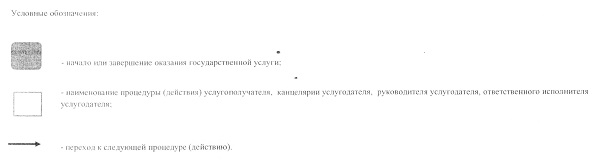 Условные обозначения:
- начало или завершение оказания государственной услуги;
- наименование процедуры (действия) услугополучателя, канцелярии услугодателя, руководителя услугодателя, ответственного исполнителя
услугодателя;
- переход к следующей процедуре (действию).